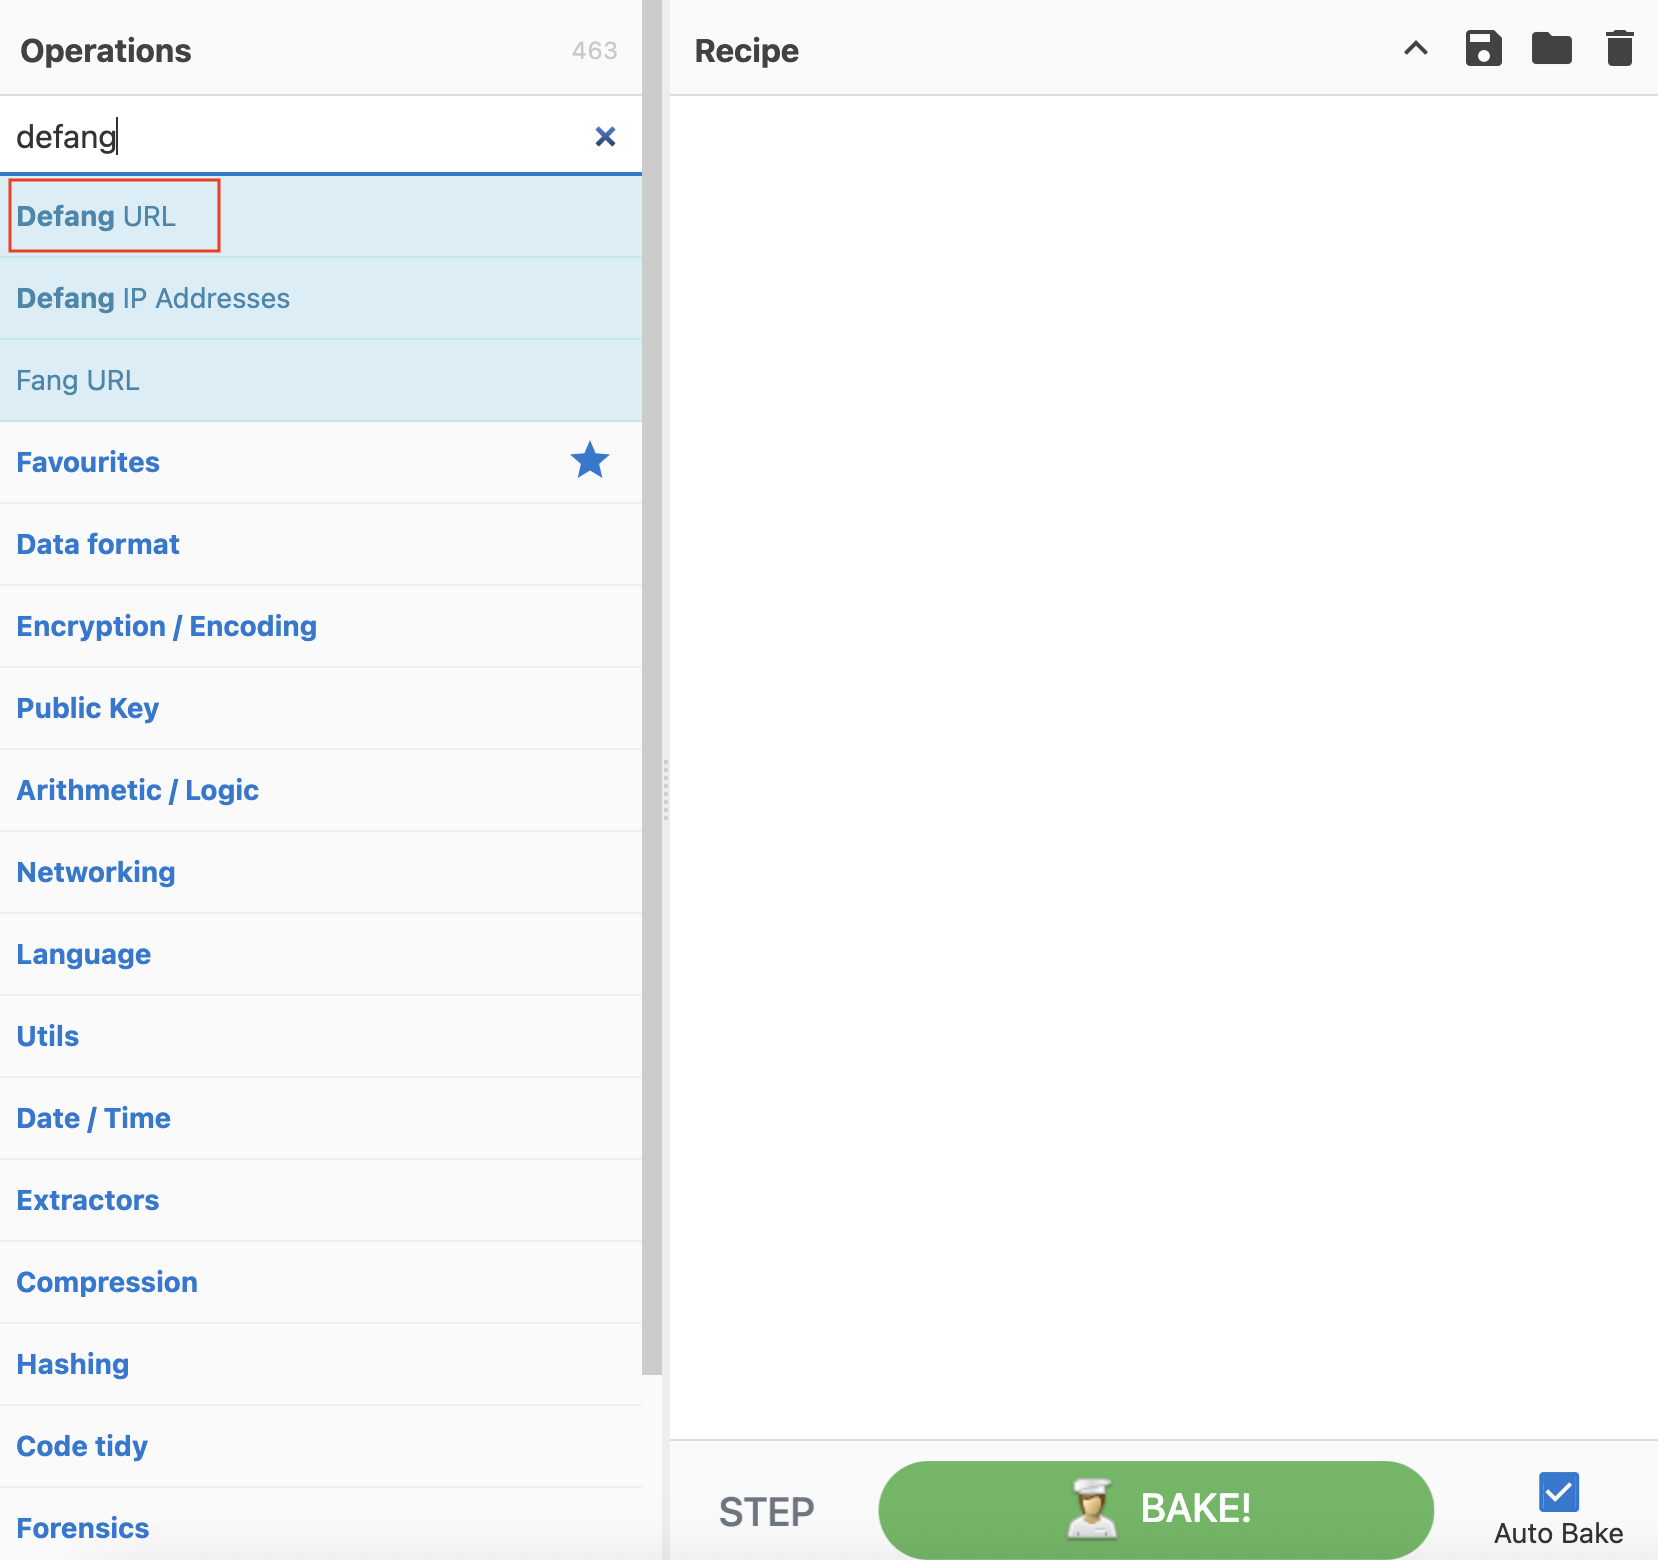 Operations 463
defang
Defang URL
Defang IP Addresses
Fang URL
Favourites
Data format
Encryption / Encoding
Public Key
Arithmetic / Logic
Networking
Language
Utils
Date / Time
Extractors
Compression
Hashing
Code tidy
Forensics
Recipe
STEP
BAKE!
Auto Bake